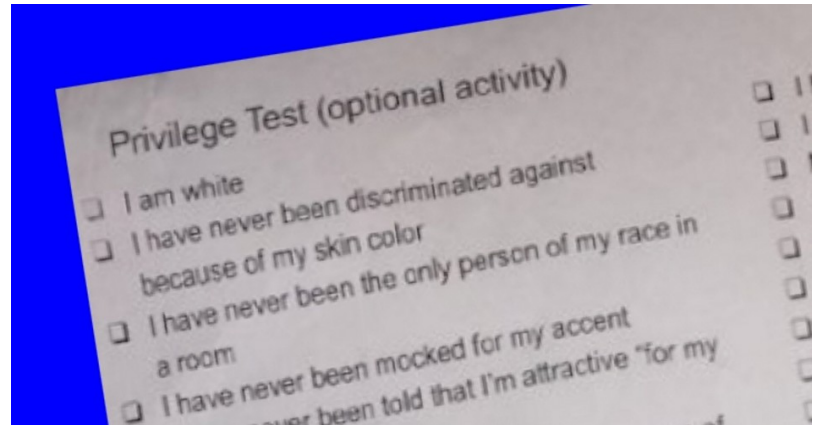 Privilege Test (optional activity)
❏ I am white
❏ I have never been discriminated against
because of my skin color
❏ I have never been the only person of my race in
a room
❏ I have never been mocked for my accent
been told that I'm attractive "for my
of
❏ I
❏ I
❏
❏
❏
❏
❏
❏
❏